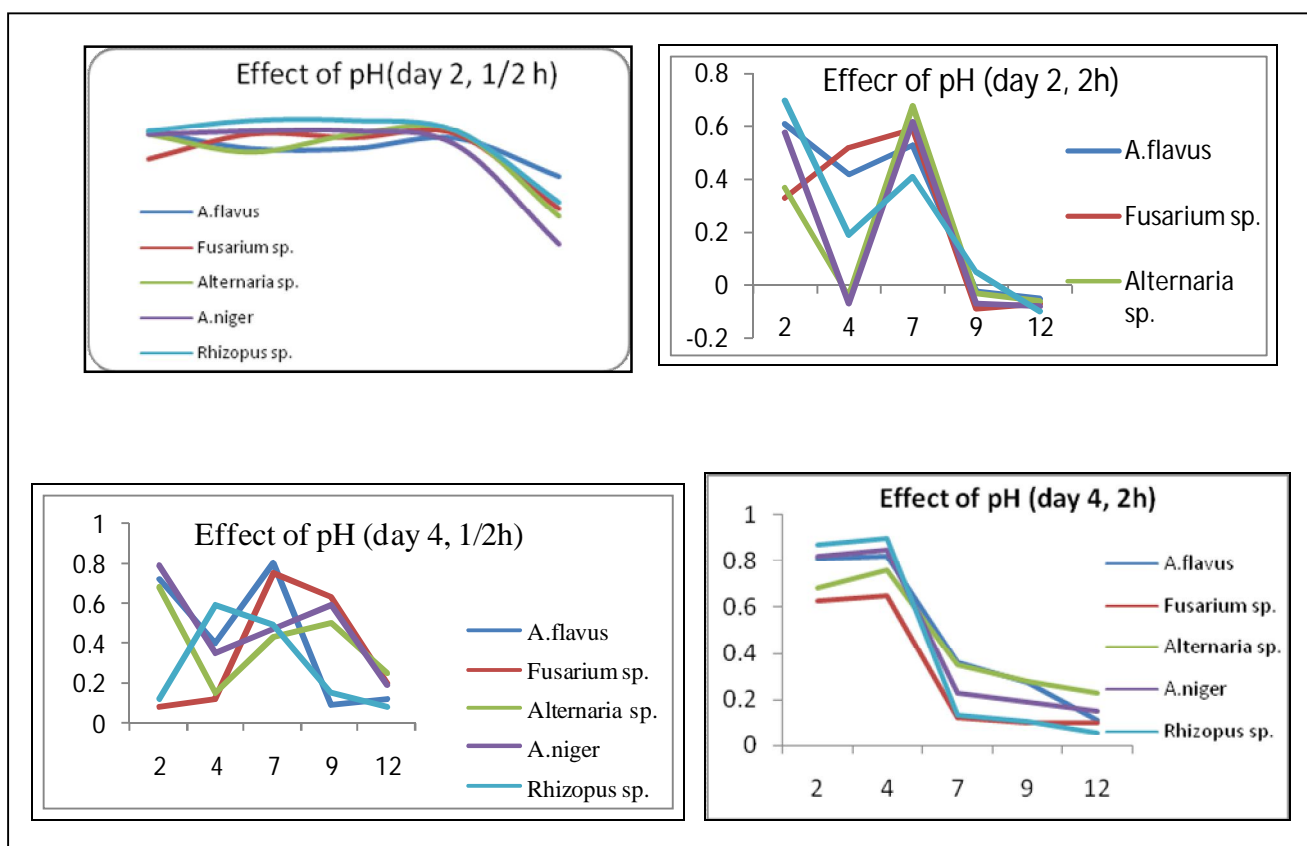 Effect of pH(day 2, 1/2 h)
A.flavus
Fusarium sp.
Alternaria sp.
A.niger
Rhizopus sp.
Effecr of pH (day 2, 2h)
0.8
0.6
0.4
0.2
0
-0.2
2 4 7 9 12
A.flavus
Fusarium sp.
Alternaria
sp.
Effect of pH (day 4, 1/2h)
1
0.8
0.6
0.4
0.2
0
2 4 7 9 12
A.flavus
Fusarium sp.
Alternaria sp.
A.niger
Rhizopus sp.
Effect of pH (day 4, 2h)
1
0.8
0.6
0.4
0.2
0
2 4 7 9 12
A.flavus
Fusarium sp.
Alternaria sp.
A.niger
Rhizopus sp.